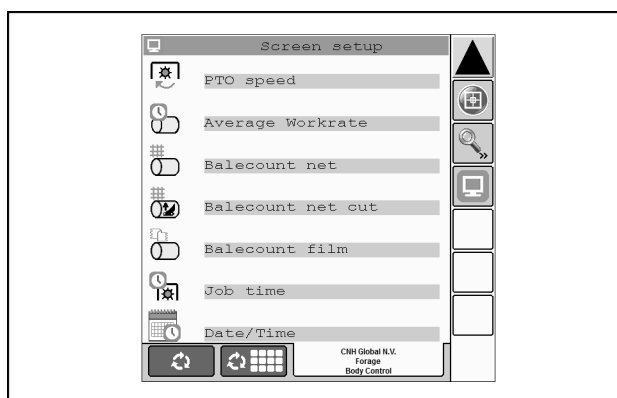 Screen setup
PTO speed
Average Workrate
Balecount net
Balecount net cut
Balecount film
Job time
Date/Time
CNH Global N.V.
Forage
Body Control